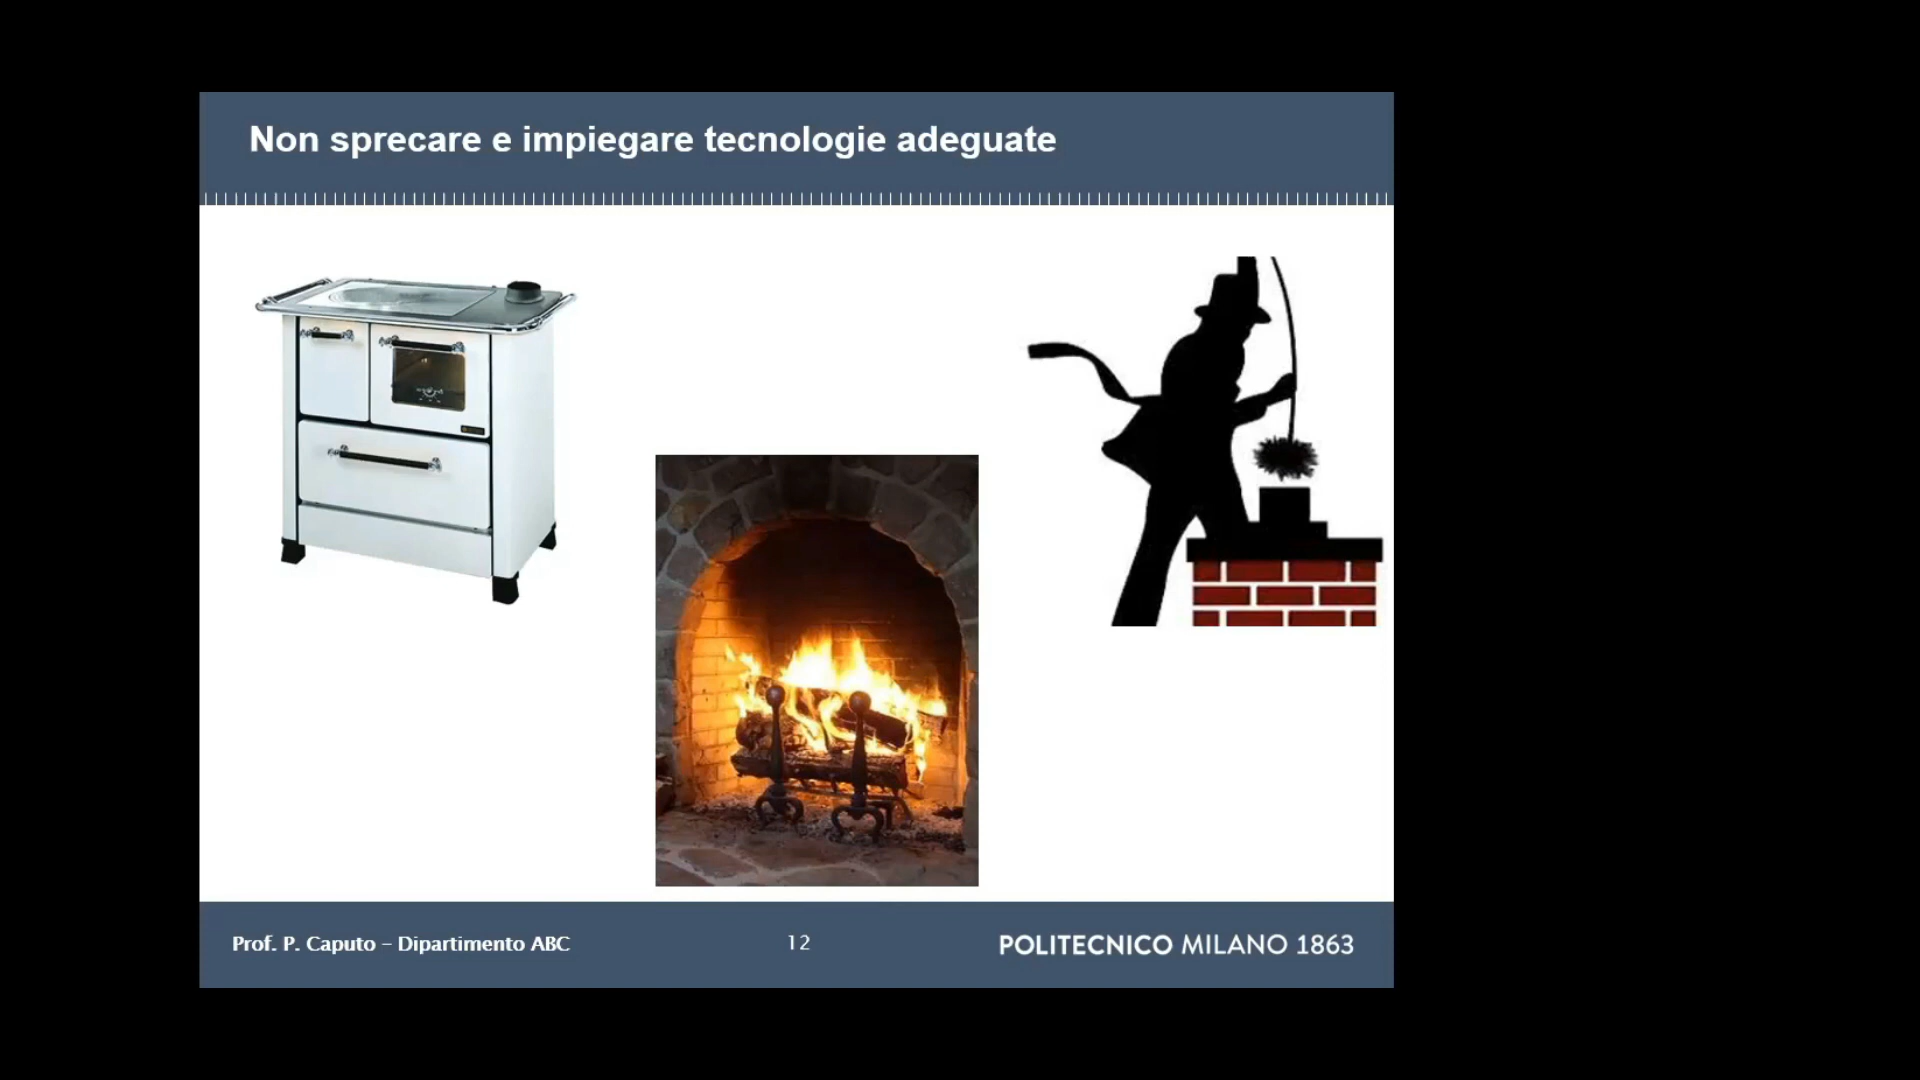 Non sprecare e impiegare tecnologie adeguate
Prof. P. Caputo – Dipartimento ABC
12
POLITECNICO MILANO 1863